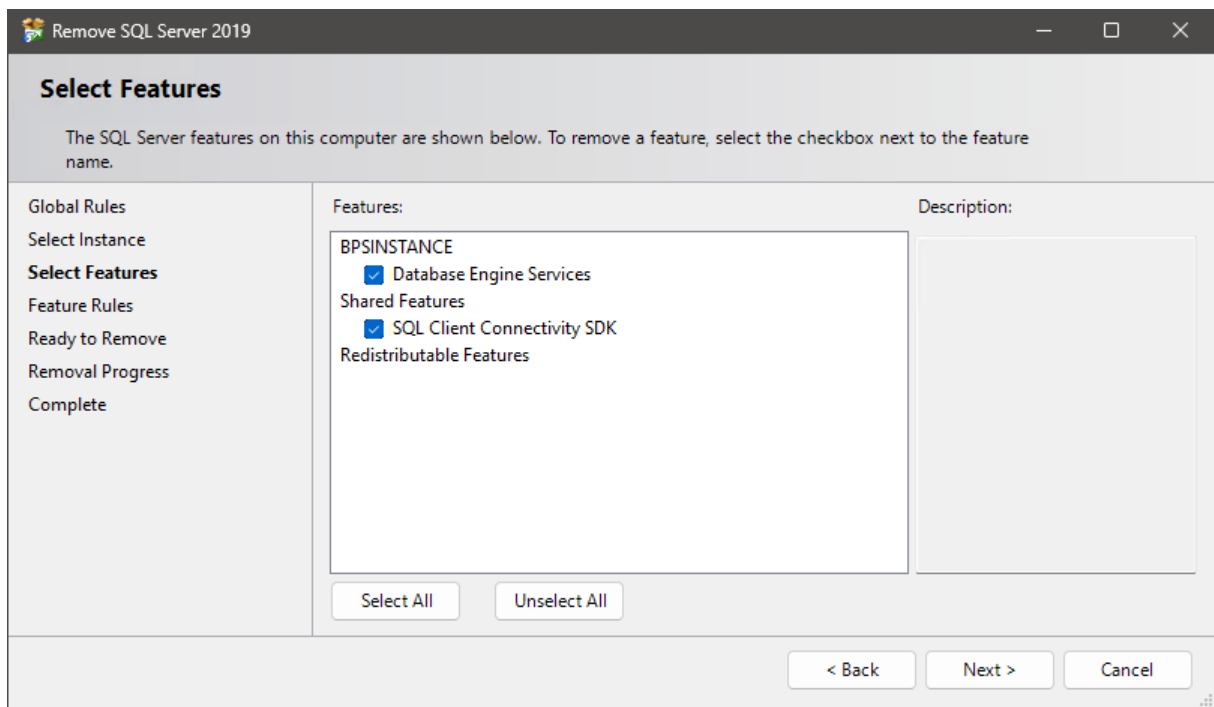 Remove SQL Server 2019
Select Features
The SQL Server features on this computer are shown below. To remove a feature, select the checkbox next to the feature
name.
Global Rules
Select Instance
Select Features
Feature Rules
Ready to Remove
Removal Progress
Complete
Features:
BPSINSTANCE
Database Engine Services
Shared Features
SQL Client Connectivity SDK
Redistributable Features
Description:
Select All
Unselect All
< Back
Next >
Cancel